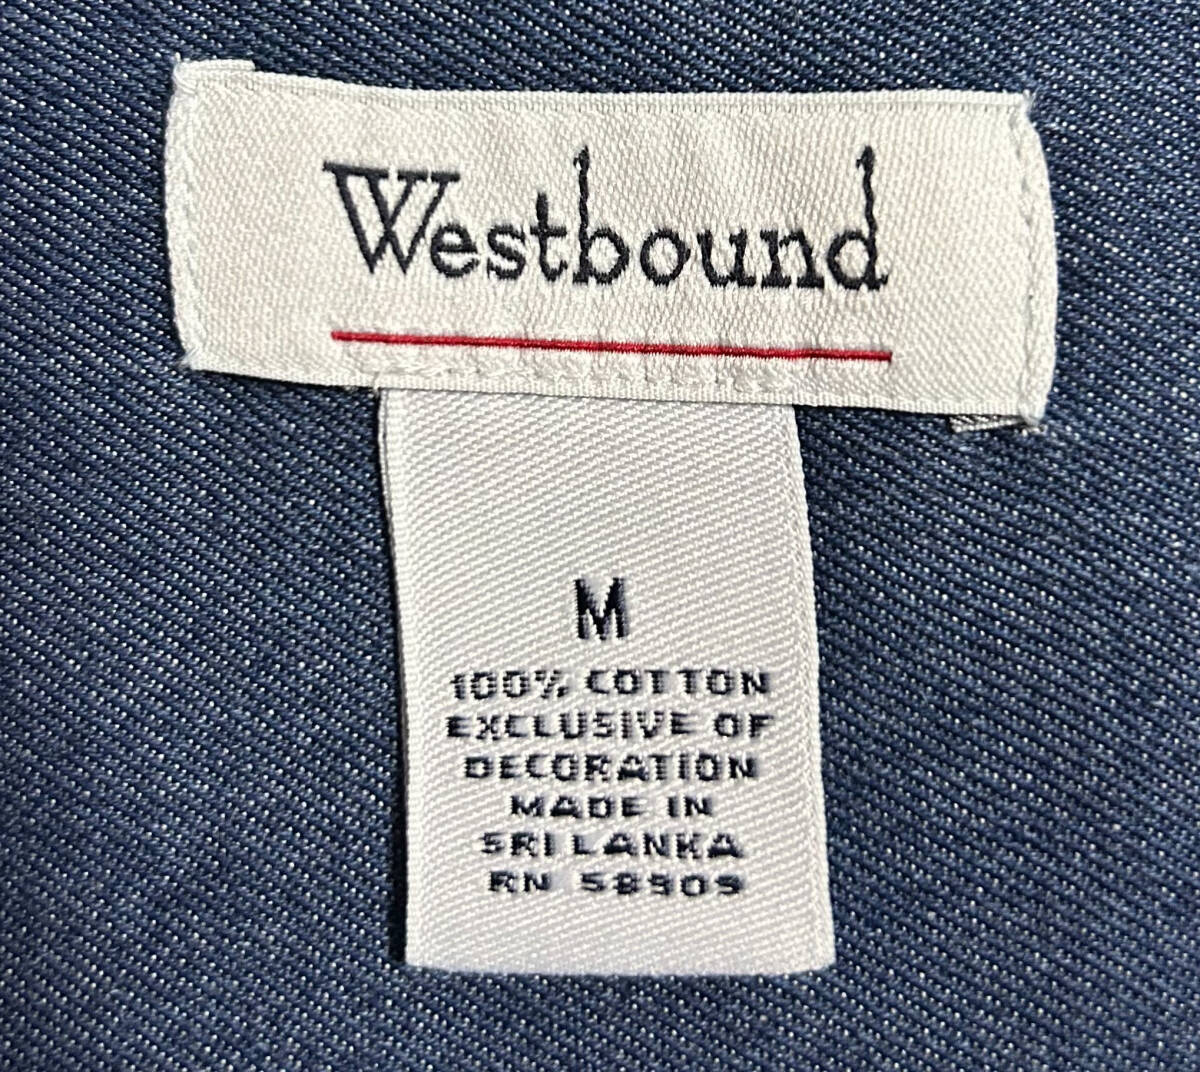 Westbound
M
100% COTTON
EXCLUSIVE OF
DECORATION
MADE IN
SRI LANKA
RN 58909